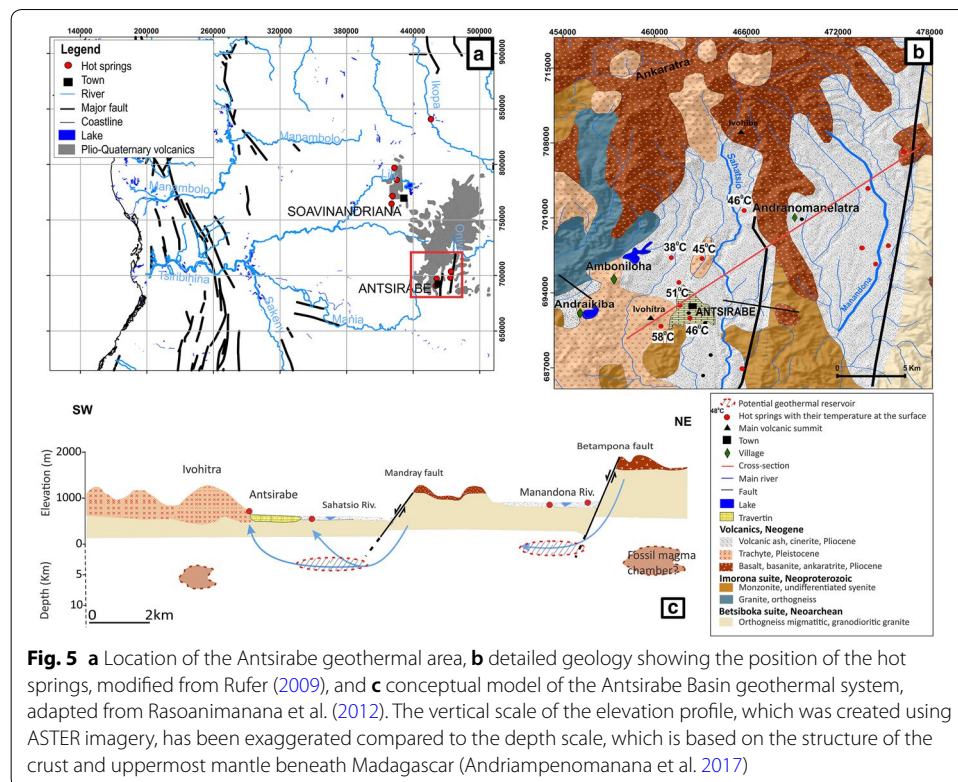 140000 200000 260000 320000 380000 440000 500000
Legend
Hot springs
Town
River
Major fault
Coastline
Lake
Plio-Quaternary volcanics
a
900000
850000
800000
750000
700000
650000
Ikopa
Manambolo
Manambolo
SOAVINANDRIANA
Tsiribihina
ANTSIRABE
Mania
Sakeny
454000 460000 466000 472000 478000
b
715000
708000
701000
694000
687000
Ankaratra
Ivohiba
Sahatsio
46°C
Andranomanelatra
38°C 45°C
Amboniloha
51°C
Andraikiba
Ivohitra
ANTSIRABE
58°C
46°C
Manandona
0 5 Km
SW
NE
Elevation (m)
2000
1000
0
Depth (Km)
5
10
Ivohitra
Antsirabe
Sahatsio Riv.
Mandray fault
Betampona fault
Manandona Riv.
Fossil magma
chamber?
0 2km
c
Potential geothermal reservoir
48°C
Hot springs with their temperature at the surface
Main volcanic summit
Town
Village
Cross-section
Main river
Fault
Lake
Travertin
Volcanics, Neogene
Volcanic ash, cinerite, Pliocene
Trachyte, Pleistocene
Basalt, basanite, ankaratrite, Pliocene
Imorona suite, Neoproterozoic
Monzonite, undifferentiated syenite
Granite, orthogneiss
Betsiboka suite, Neoarchean
Orthogneiss migmatitic, granodioritic granite
Fig. 5 a Location of the Antsirabe geothermal area, b detailed geology showing the position of the hot
springs, modified from Rufer (2009), and c conceptual model of the Antsirabe Basin geothermal system,
adapted from Rasoanimanana et al. (2012). The vertical scale of the elevation profile, which was created using
ASTER imagery, has been exaggerated compared to the depth scale, which is based on the structure of the
crust and uppermost mantle beneath Madagascar (Andriampenomanana et al. 2017)